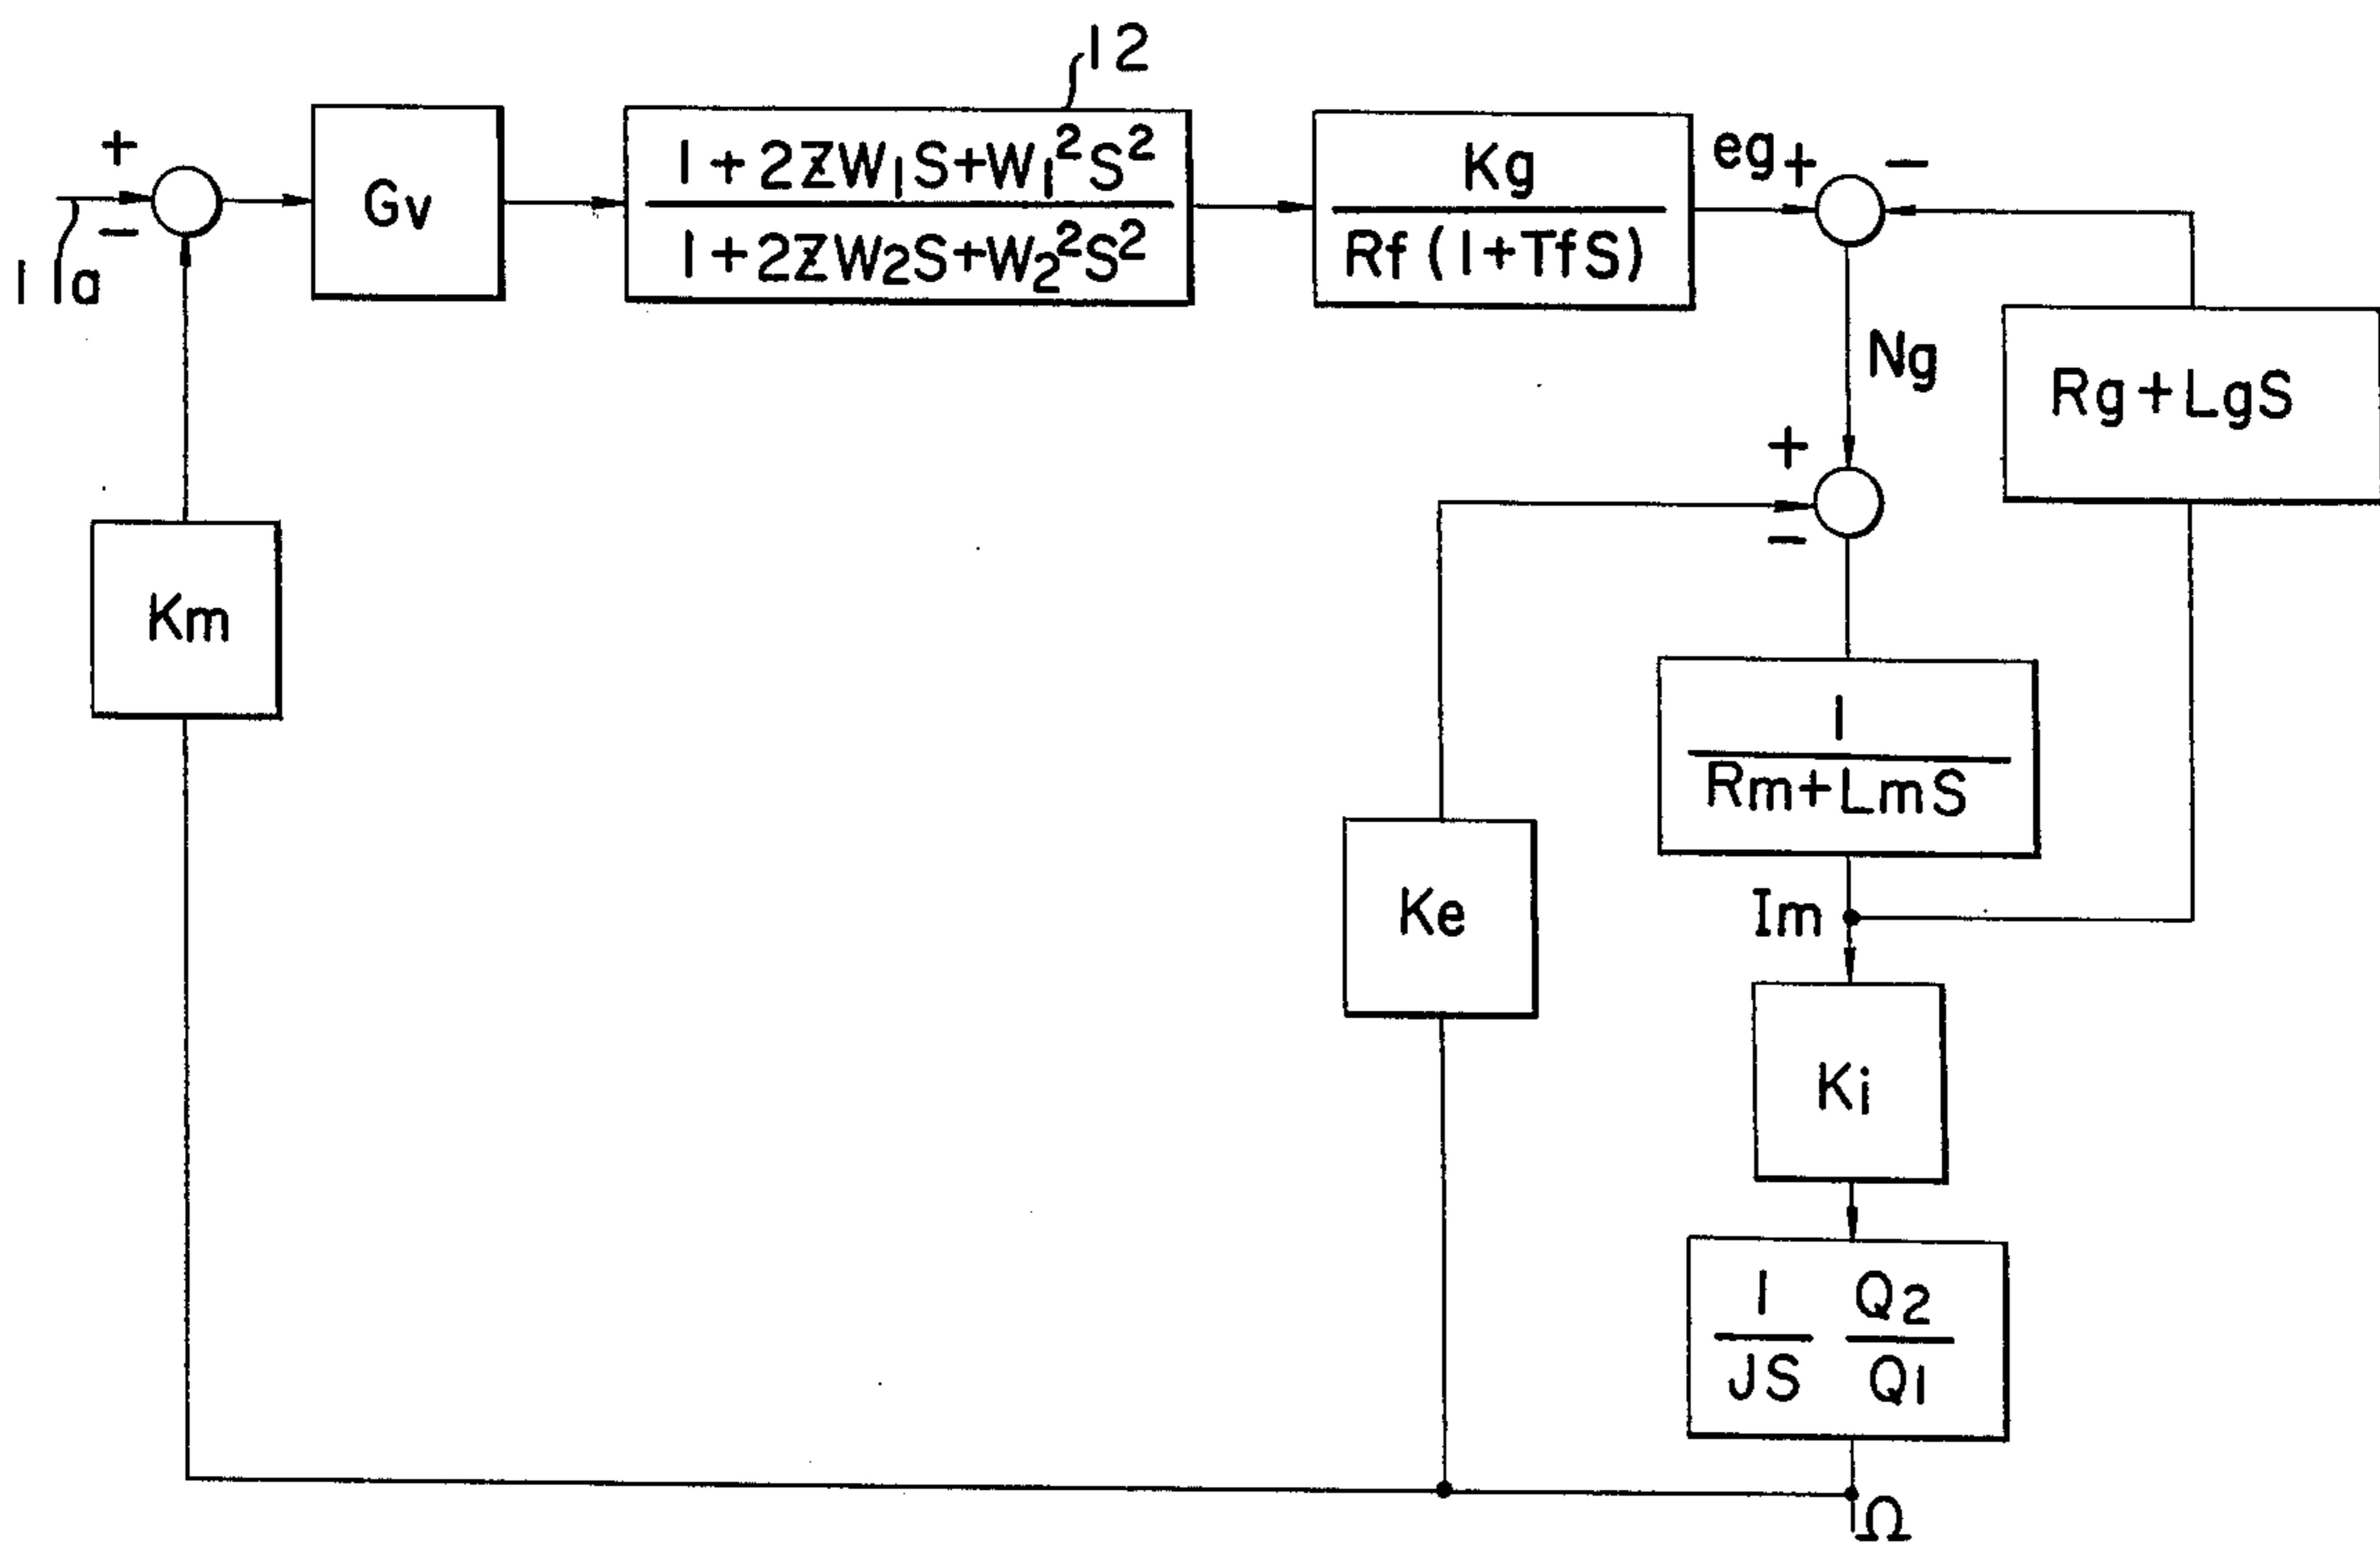 12
+
−
11a
Gv
1+2ZW₁S+W₁²S²
1+2ZW₂S+W₂²S²
Kg
Rf(1+TfS)
eg
+
−
Ng
Rg+LgS
+
−
Km
1
Rm+LmS
Ke
Im
Ki
1 Q₂
JS Q₁
Ω